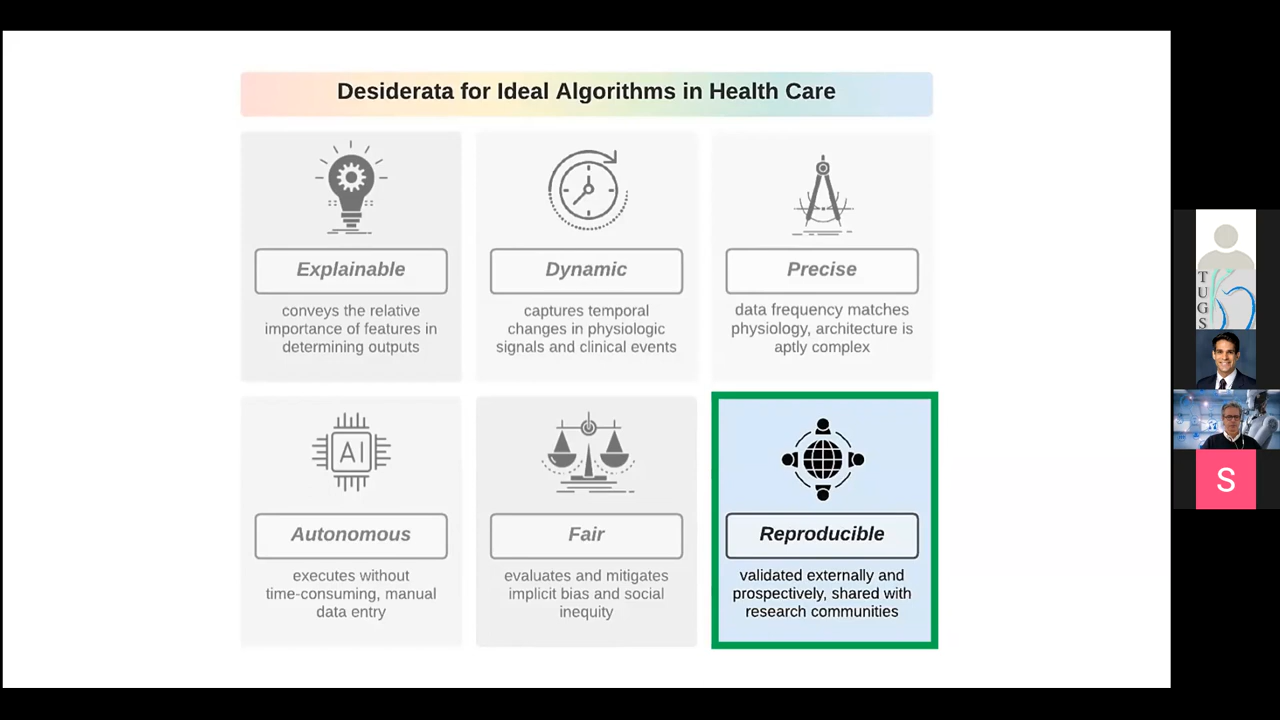 Desiderata for Ideal Algorithms in Health Care
Explainable
conveys the relative
importance of features in
determining outputs
Dynamic
captures temporal
changes in physiologic
signals and clinical events
Precise
data frequency matches
physiology, architecture is
aptly complex
AI
Autonomous
executes without
time-consuming, manual
data entry
Fair
evaluates and mitigates
implicit bias and social
inequity
Reproducible
validated externally and
prospectively, shared with
research communities
TUGS
S